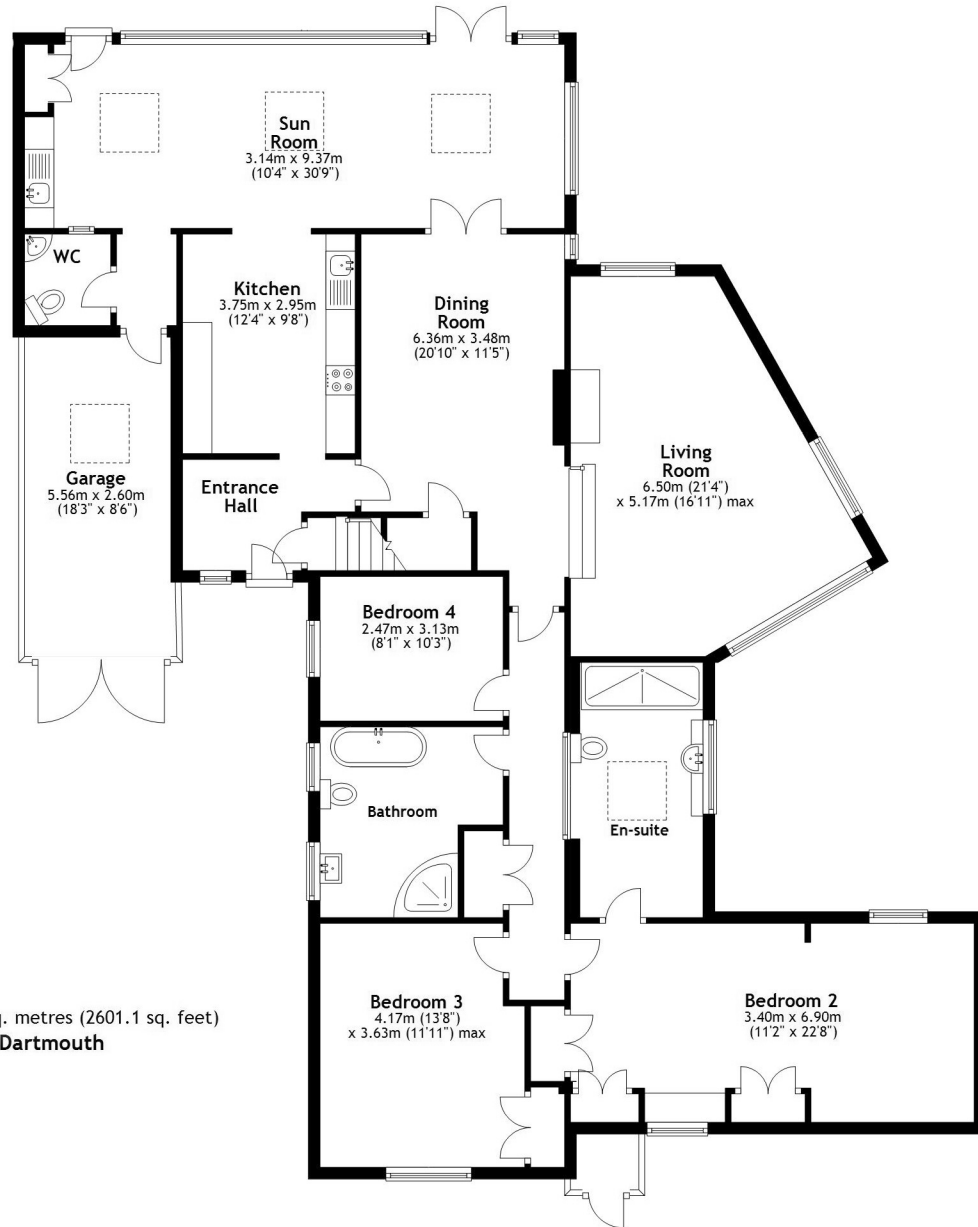 Sun
Room
3.14m x 9.37m
(10'4" x 30'9")
WC
Kitchen
3.75m x 2.95m
(12'4" x 9'8")
Dining
Room
6.36m x 3.48m
(20'10" x 11'5")
Living
Room
6.50m (21'4")
x 5.17m (16'11") max
Garage
5.56m x 2.60m
(18'3" x 8'6")
Entrance
Hall
Bedroom 4
2.47m x 3.13m
(8'1" x 10'3")
Bathroom
En-suite
Bedroom 3
4.17m (13'8")
x 3.63m (11'11") max
Bedroom 2
3.40m x 6.90m
(11'2" x 22'8")
. metres (2601.1 sq. feet)
Dartmouth